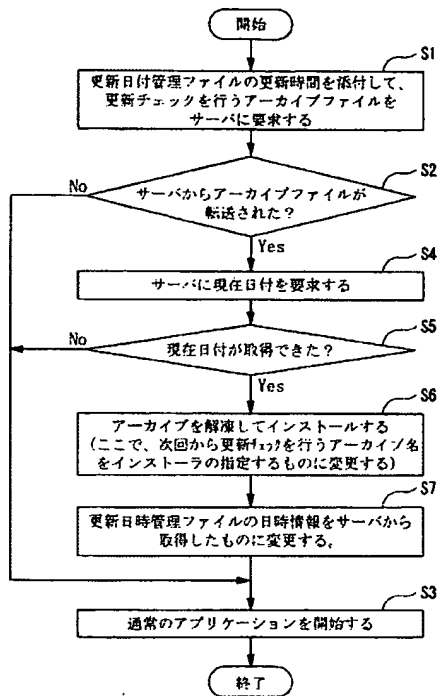 開始
S1
更新日付管理ファイルの更新時間を添付して、
更新チェックを行うアーカイブファイルを
サーバに要求する
S2
No
サーバからアーカイブファイルが
転送された?
Yes
S4
サーバに現在日付を要求する
S5
No
現在日付が取得できた?
Yes
S6
アーカイブを解凍してインストールする
(ここで、次回から更新チェックを行うアーカイブ名
をインストーラの指定するものに変更する)
S7
更新日時管理ファイルの日時情報をサーバから
取得したものに変更する。
S3
通常のアプリケーションを開始する
終了